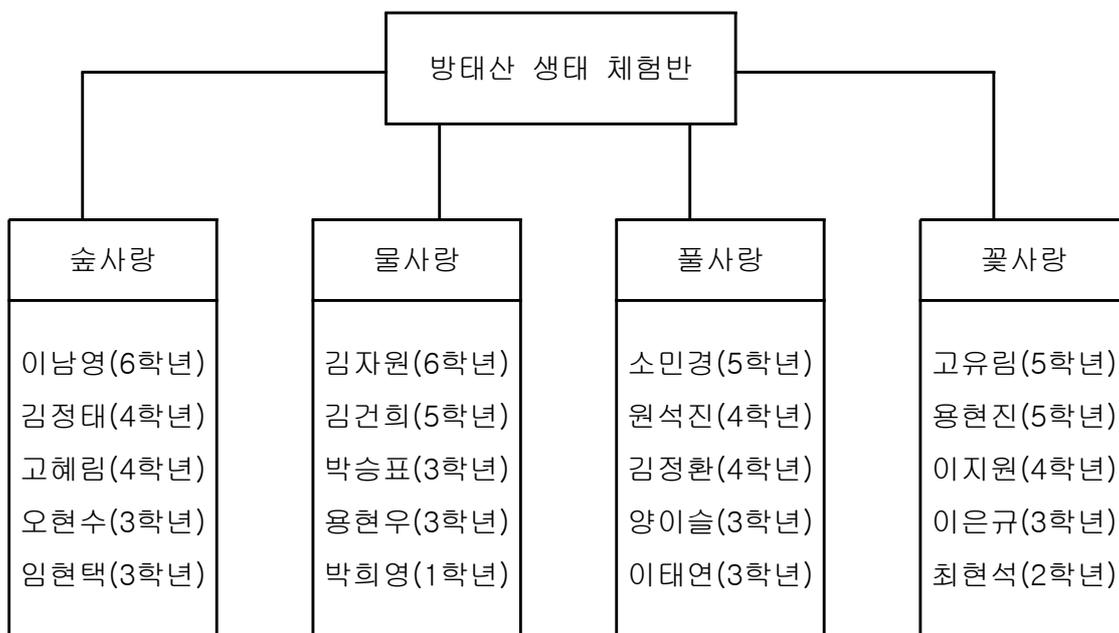 방태산 생태 체험반
숲사랑
이남영(6학년)
김정태(4학년)
고혜림(4학년)
오현수(3학년)
임현택(3학년)
물사랑
김자원(6학년)
김건희(5학년)
박승표(3학년)
용현우(3학년)
박희영(1학년)
풀사랑
소민경(5학년)
원석진(4학년)
김정환(4학년)
양이슬(3학년)
이태연(3학년)
꽃사랑
고유림(5학년)
용현진(5학년)
이지원(4학년)
이은규(3학년)
최현석(2학년)